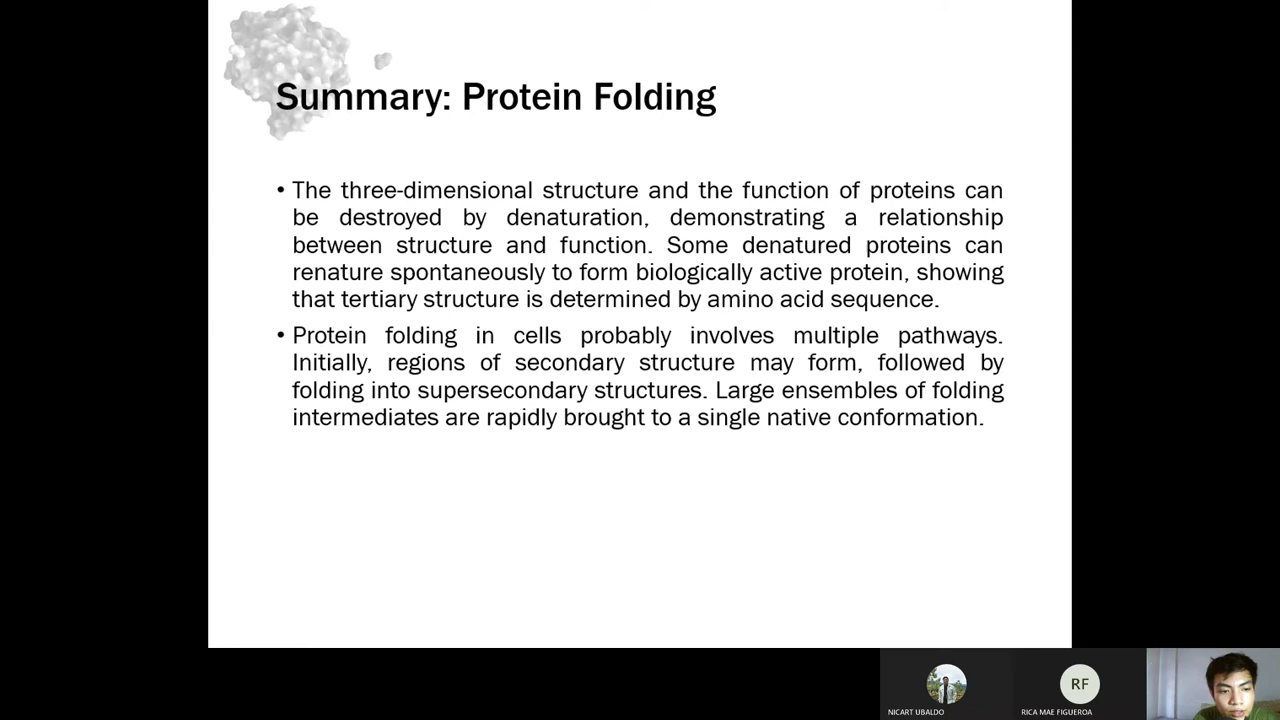 Summary: Protein Folding
• The three-dimensional structure and the function of proteins can
be destroyed by denaturation, demonstrating a relationship
between structure and function. Some denatured proteins can
renature spontaneously to form biologically active protein, showing
that tertiary structure is determined by amino acid sequence.
• Protein folding in cells probably involves multiple pathways.
Initially, regions of secondary structure may form, followed by
folding into supersecondary structures. Large ensembles of folding
intermediates are rapidly brought to a single native conformation.
RF
NICART UBALDO
RICA MAE FIGUEROA